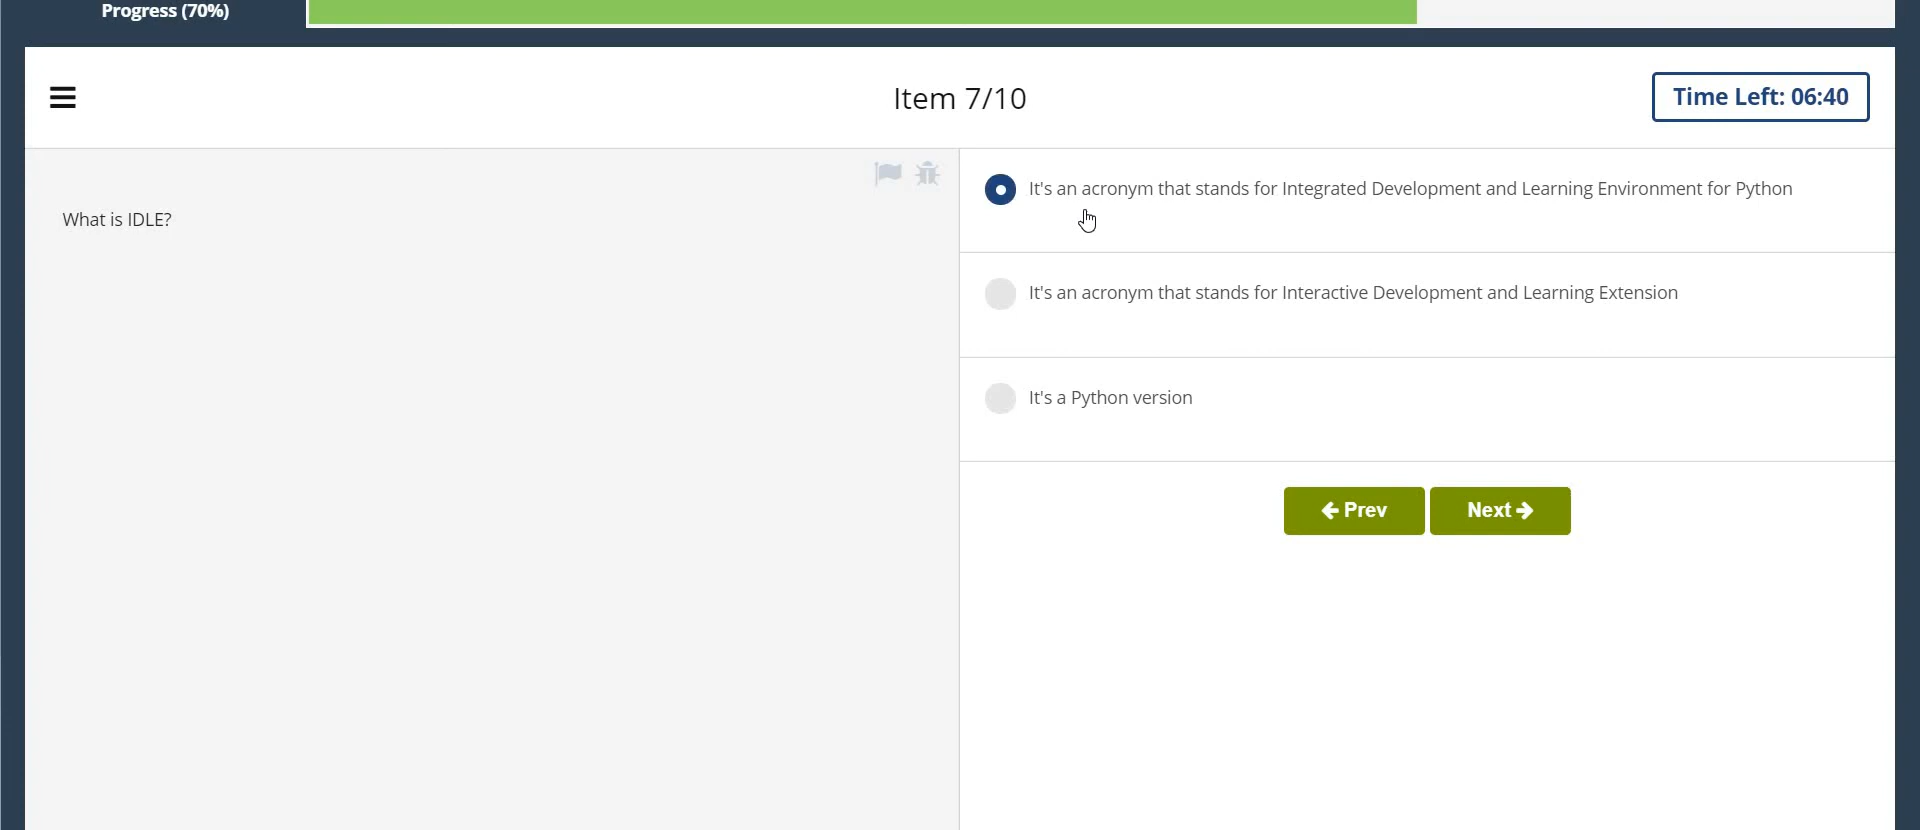 Progress (70%)
Item 7/10
Time Left: 06:40
What is IDLE?
It's an acronym that stands for Integrated Development and Learning Environment for Python
It's an acronym that stands for Interactive Development and Learning Extension
It's a Python version
Prev
Next